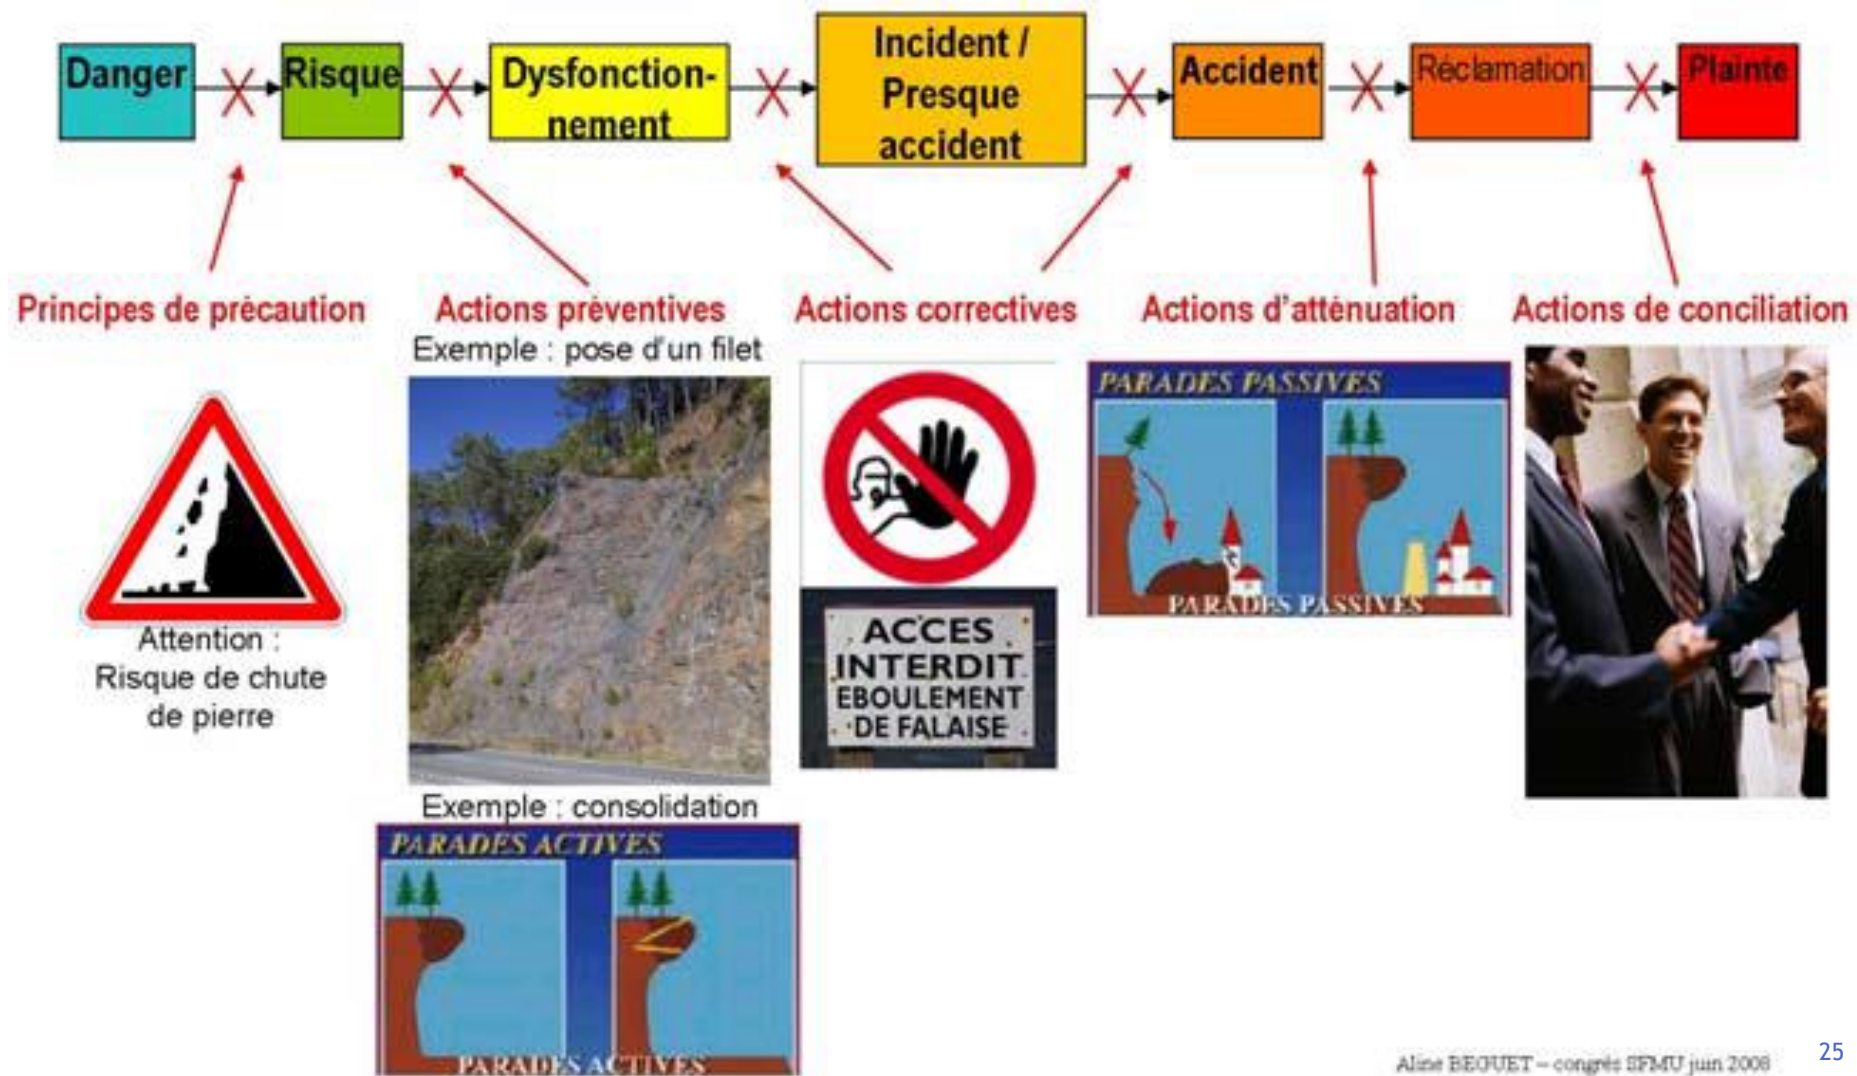 Danger
Risque
Dysfonction-
nement
Incident /
Presque
accident
Accident
Réclamation
Plainte
Principes de précaution
Actions préventives
Actions correctives
Actions d'atténuation
Actions de conciliation
Exemple : pose d'un filet
Attention :
Risque de chute
de pierre
ACCES
INTERDIT
EBOULEMENT
DE FALAISE
PARADES PASSIVES
PARADES PASSIVES
Exemple : consolidation
PARADES ACTIVES
PARADES ACTIVES
Aline BEGUET – congrès SFMU juin 2008
25